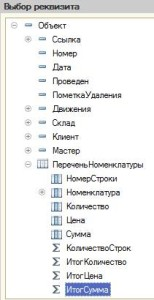 Выбор реквизита
Объект
Ссылка
Номер
Дата
Проведен
ПометкаУдаления
Движения
Склад
Клиент
Мастер
ПереченьНоменклатуры
НомерСтроки
Номенклатура
Количество
Цена
Сумма
КоличествоСтрок
ИтогКоличество
ИтогЦена
ИтогСумма